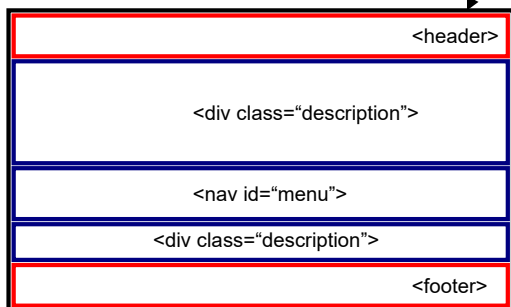 <header>
<div class=“description”>
<nav id=“menu”>
<div class=“description”>
<footer>